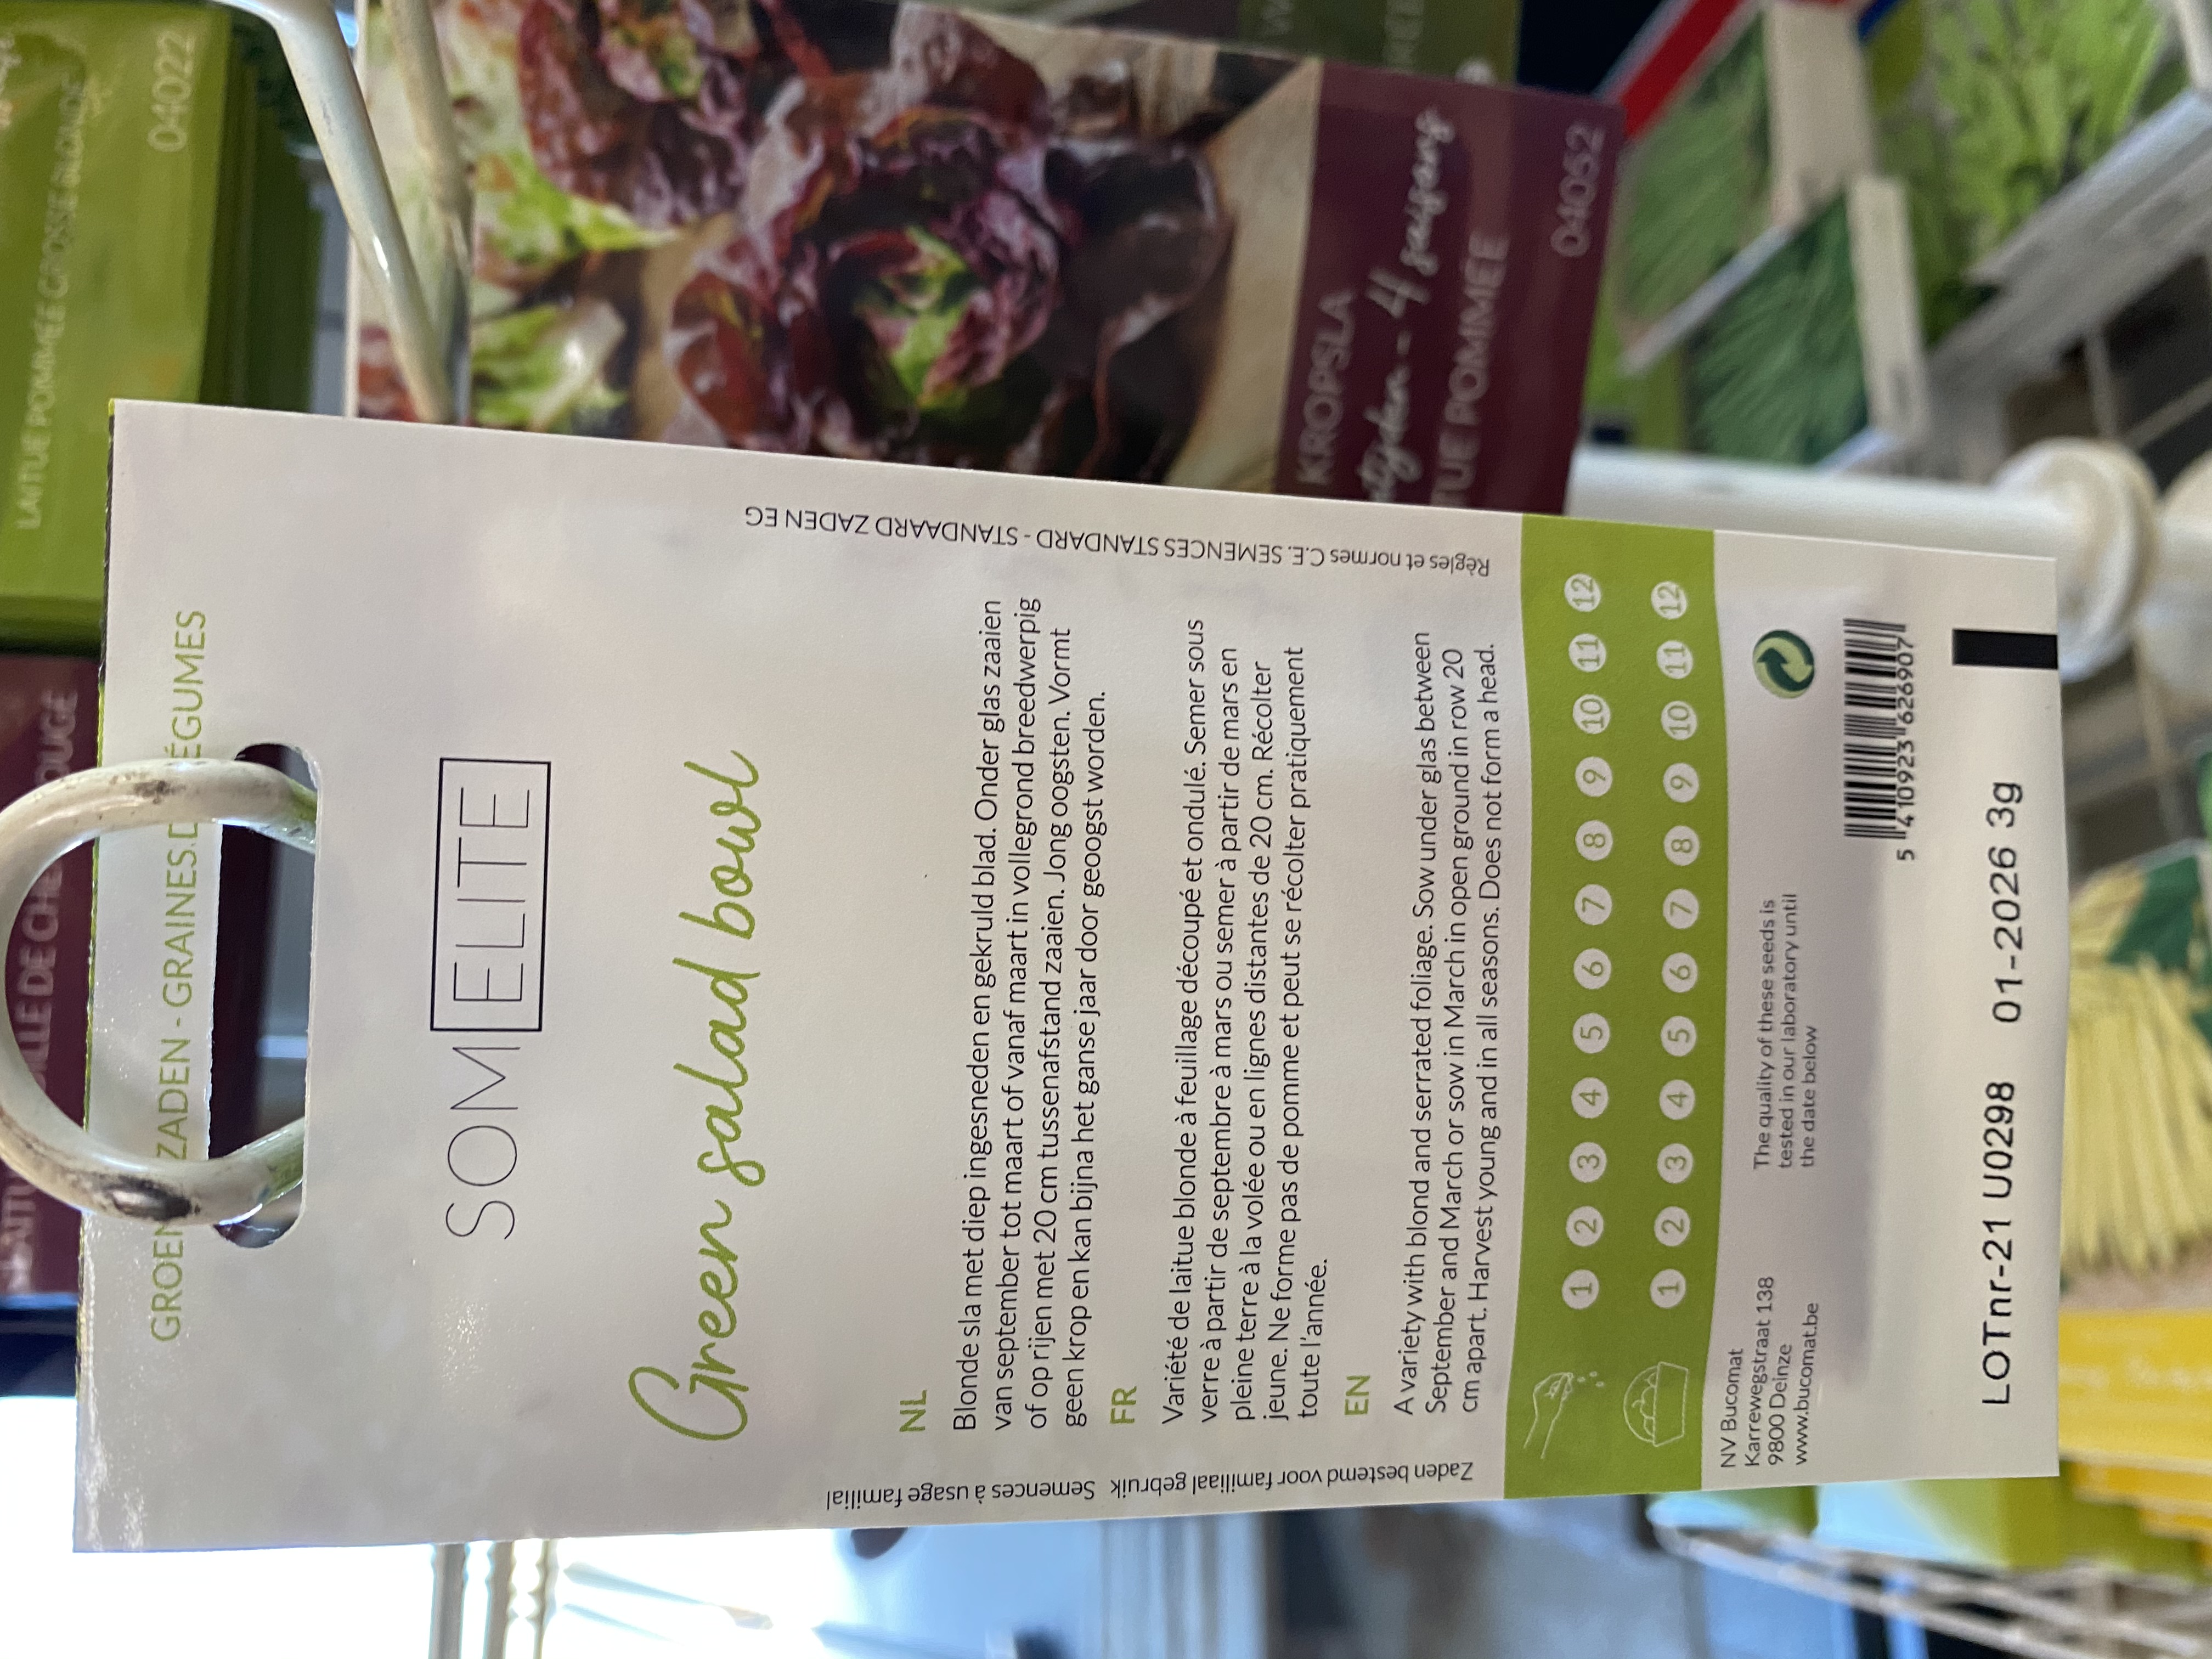 GROEN ZADEN - GRAINES.D ÉGUMES
SOM ELITE
Green salad bowl
NL
Blonde sla met diep ingesneden en gekruld blad. Onder glas zaaien
van september tot maart of vanaf maart in vollegrond breedwerpig
of op rijen met 20 cm tussenafstand zaaien. Jong oogsten. Vormt
geen krop en kan bijna het ganse jaar door geoogst worden.
FR
Variété de laitue blonde à feuillage découpé et ondulé. Semer sous
verre à partir de septembre à mars ou semer à partir de mars en
pleine terre à la volée ou en lignes distantes de 20 cm. Récolter
jeune. Ne forme pas de pomme et peut se récolter pratiquement
toute l'année.
EN
A variety with blond and serrated foliage. Sow under glas between
September and March or sow in March in open ground in row 20
cm apart. Harvest young and in all seasons. Does not form a head.
Zaden bestemd voor familiaal gebruik Semences à usage familial
Règles et normes C.E. SEMENCES STANDARD - STANDAARD ZADEN EG
1 2 3 4 5 6 7 8 9 10 11 12
1 2 3 4 5 6 7 8 9 10 11 12
NV Bucomat
Karrewegstraat 138
9800 Deinze
www.bucomat.be
The quality of these seeds is
tested in our laboratory until
the date below
5 410923 626907
LOTnr-21 U0298 01-2026 3g
LAITUE POMMÉE GROSSE BLONDE
04022
KROPSLA
4 saisons
TUE POMMÉE
04052